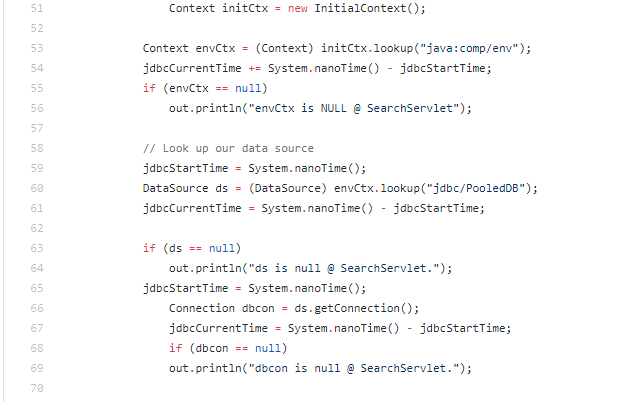 51 Context initCtx = new InitialContext();
52
53 Context envCtx = (Context) initCtx.lookup("java:comp/env");
54 jdbcCurrentTime += System.nanoTime() - jdbcStartTime;
55 if (envCtx == null)
56 out.println("envCtx is NULL @ SearchServlet");
57
58 // Look up our data source
59 jdbcStartTime = System.nanoTime();
60 DataSource ds = (DataSource) envCtx.lookup("jdbc/PooledDB");
61 jdbcCurrentTime = System.nanoTime() - jdbcStartTime;
62
63 if (ds == null)
64 out.println("ds is null @ SearchServlet.");
65 jdbcStartTime = System.nanoTime();
66 Connection dbcon = ds.getConnection();
67 jdbcCurrentTime = System.nanoTime() - jdbcStartTime;
68 if (dbcon == null)
69 out.println("dbcon is null @ SearchServlet.");
70